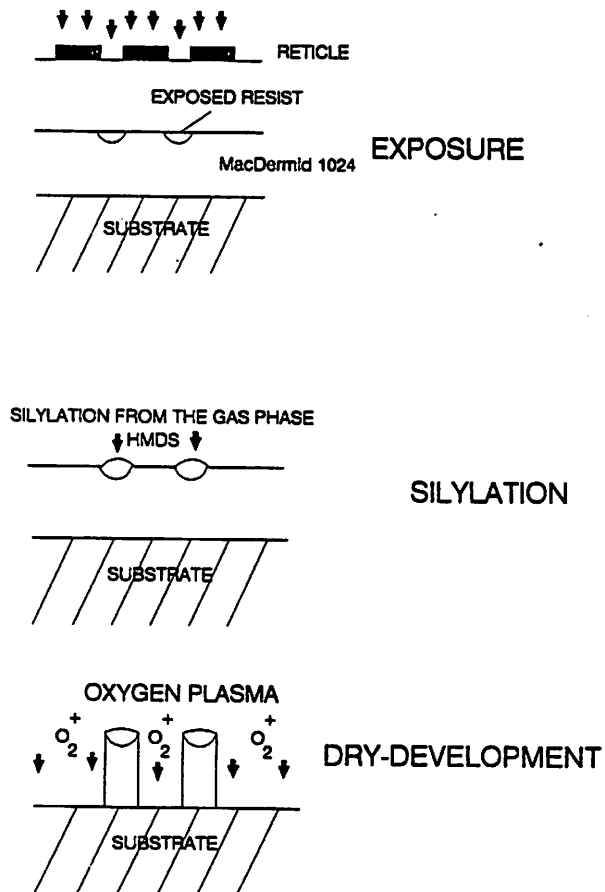 RETICLE
EXPOSED RESIST
EXPOSURE
MacDermid 1024
SUBSTRATE
SILYLATION FROM THE GAS PHASE
HMDS
SILYLATION
SUBSTRATE
OXYGEN PLASMA
O2+ O2+ O2+
DRY-DEVELOPMENT
SUBSTRATE